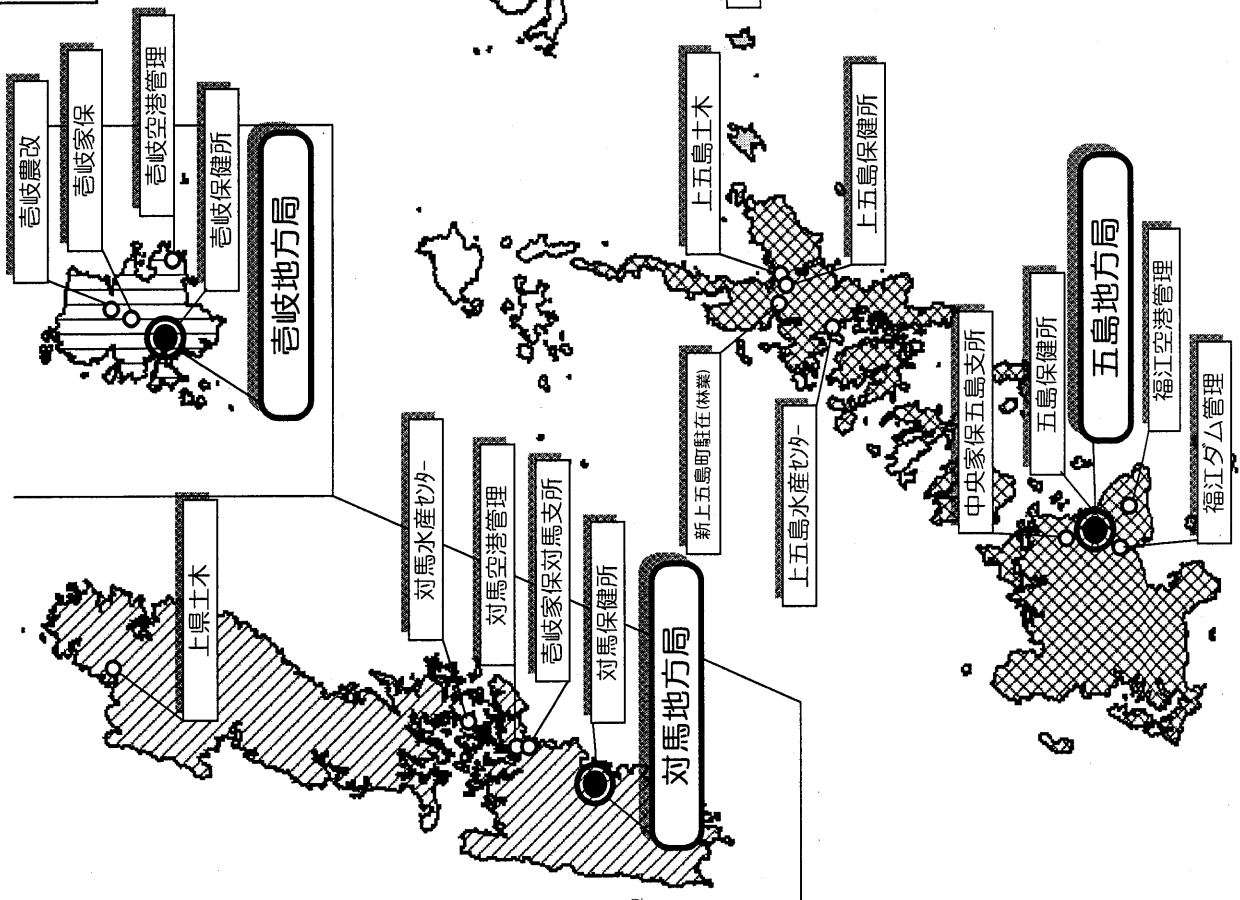 壱岐農改
壱岐家保
壱岐空港管理
壱岐保健所
壱岐地方局
上県土木
対馬水産センター
対馬空港管理
壱岐家保対馬支所
対馬保健所
対馬地方局
上五島土木
上五島保健所
新上五島町駐在(林業)
上五島水産センター
中央家保五島支所
五島保健所
五島地方局
福江空港管理
福江ダム管理